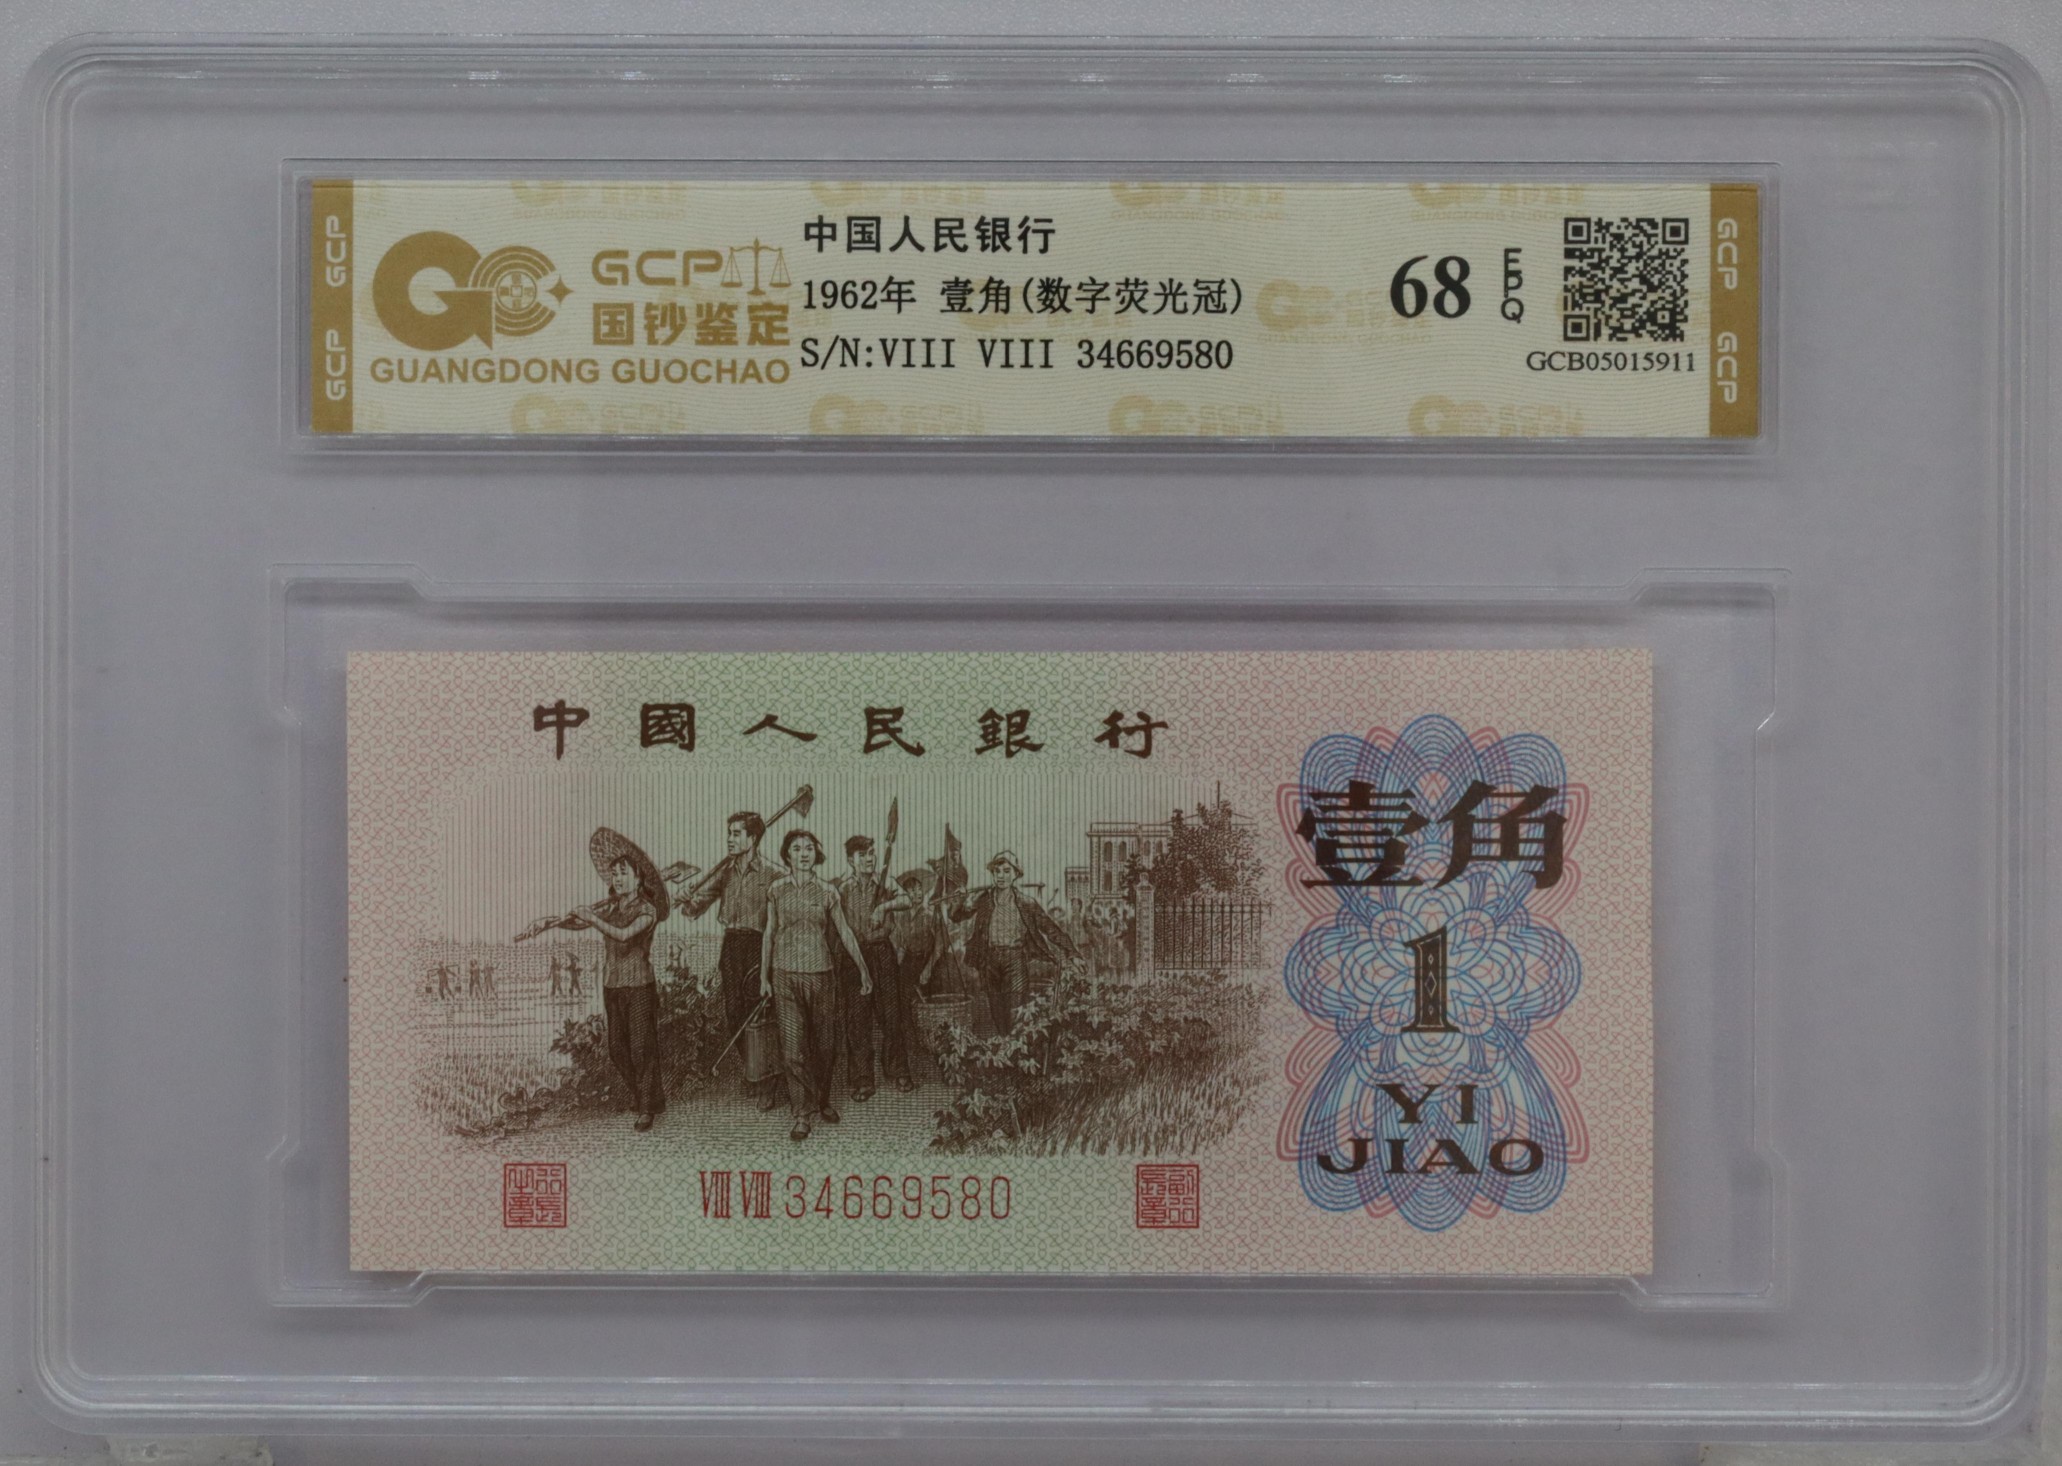 GCP
GCP
GCP
国钞鉴定
GUANGDONG GUOCHAO
中国人民银行
1962年 壹角(数字荧光冠)
S/N:VIII VIII 34669580
68
EPQ
GCB05015911
GCP
GCP
中國人民銀行
壹角
1
YI
JIAO
VIII VIII 34669580